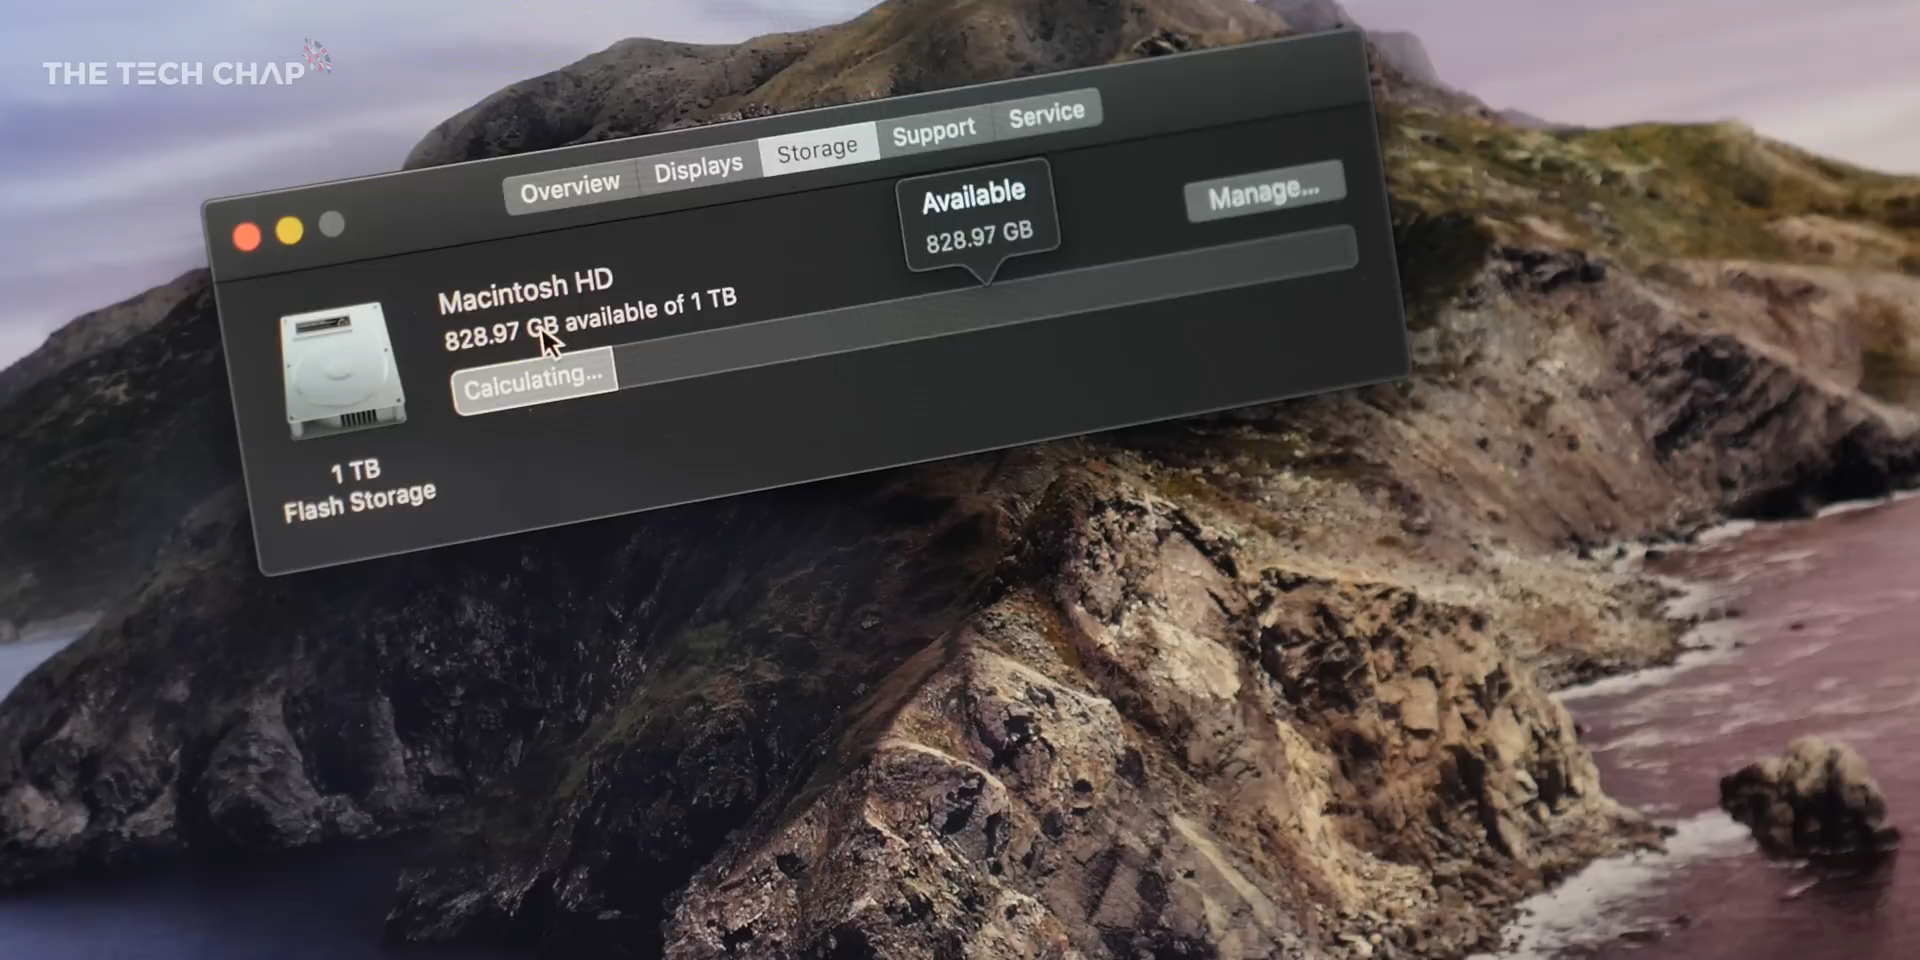 THE TECH CHAP
Overview Displays Storage Support Service
Available
828.97 GB
Manage...
Macintosh HD
828.97 GB available of 1 TB
Calculating...
1 TB
Flash Storage